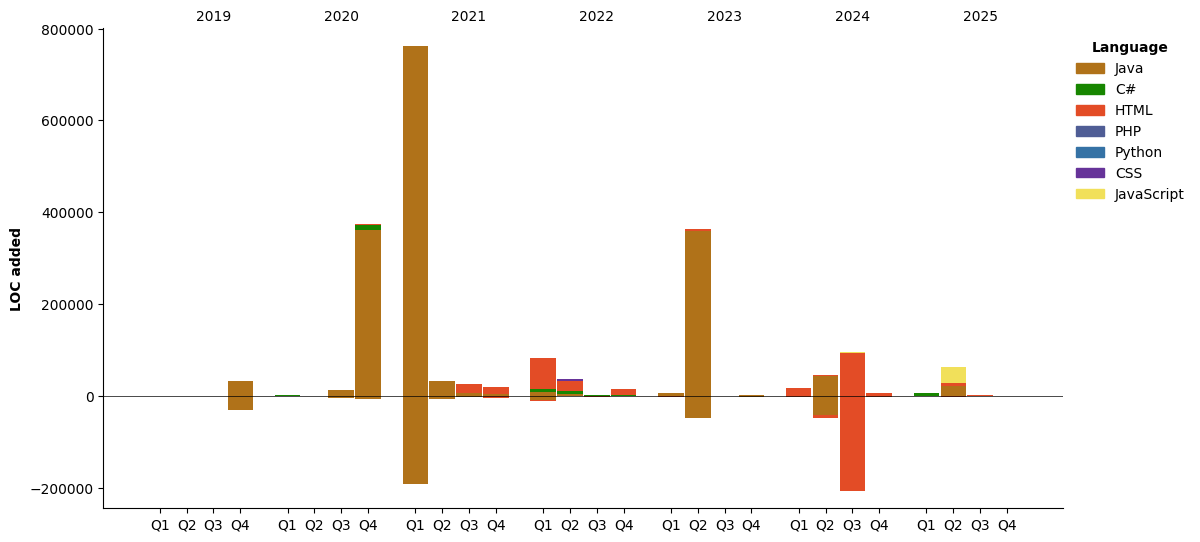 2019 2020 2021 2022 2023 2024 2025
800000
600000
400000
200000
0
−200000
LOC added
Q1 Q2 Q3 Q4 Q1 Q2 Q3 Q4 Q1 Q2 Q3 Q4 Q1 Q2 Q3 Q4 Q1 Q2 Q3 Q4 Q1 Q2 Q3 Q4 Q1 Q2 Q3 Q4
Language
Java
C#
HTML
PHP
Python
CSS
JavaScript